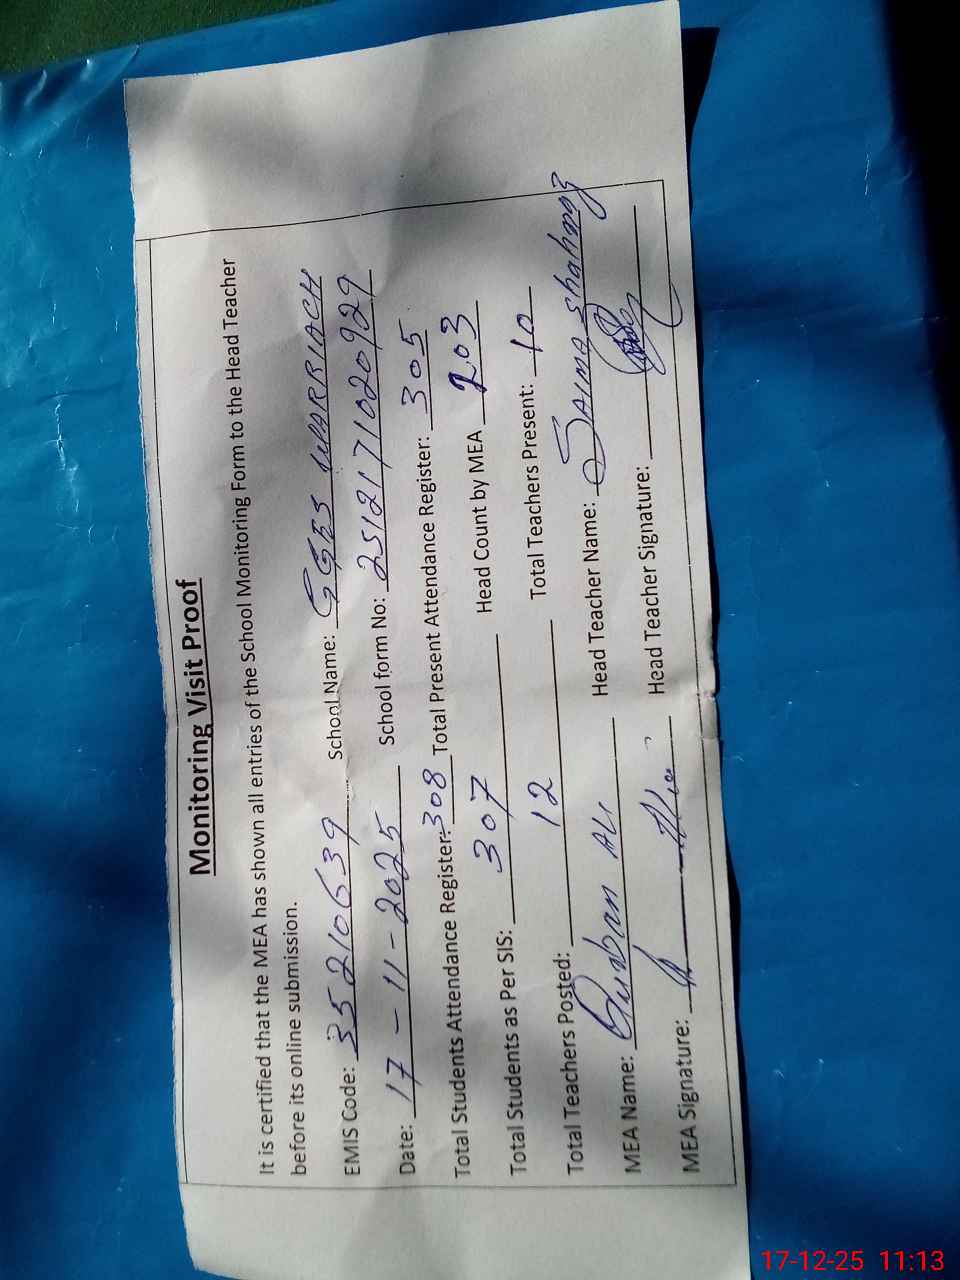 Monitoring Visit Proof
It is certified that the MEA has shown all entries of the School Monitoring Form to the Head Teacher
before its online submission.
EMIS Code: 35210639 School Name: GGES WARRIACH
Date: 17-11-2025 School form No: 2512171020929
Total Students Attendance Register: 308 Total Present Attendance Register: 305
Total Students as Per SIS: 307 Head Count by MEA 203
Total Teachers Posted: 12 Total Teachers Present: 10
MEA Name: Qurban Ali Head Teacher Name: Saima Shahnaz
MEA Signature: Head Teacher Signature:
17-12-25 11:13